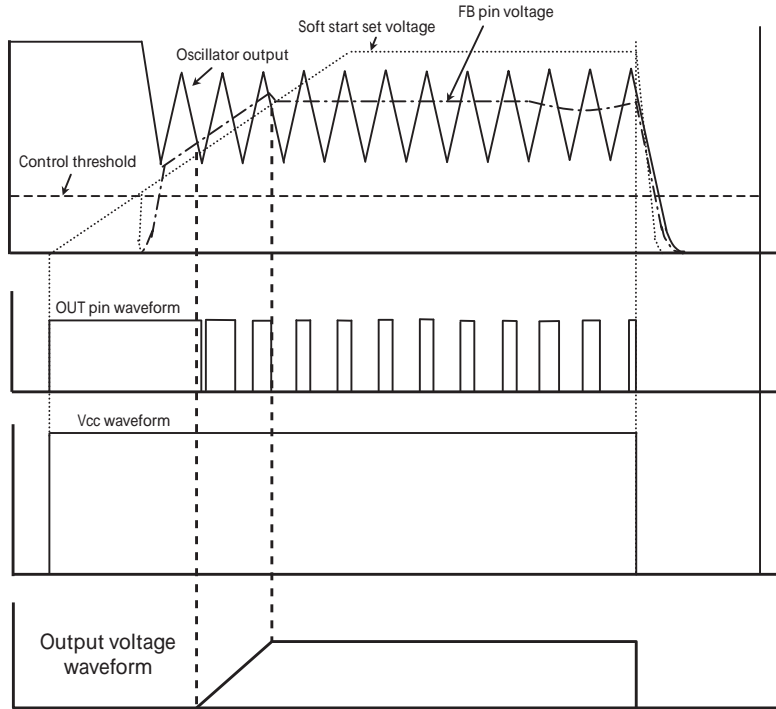 FB pin voltage
Soft start set voltage
Oscillator output
Control threshold
OUT pin waveform
Vcc waveform
Output voltage
waveform